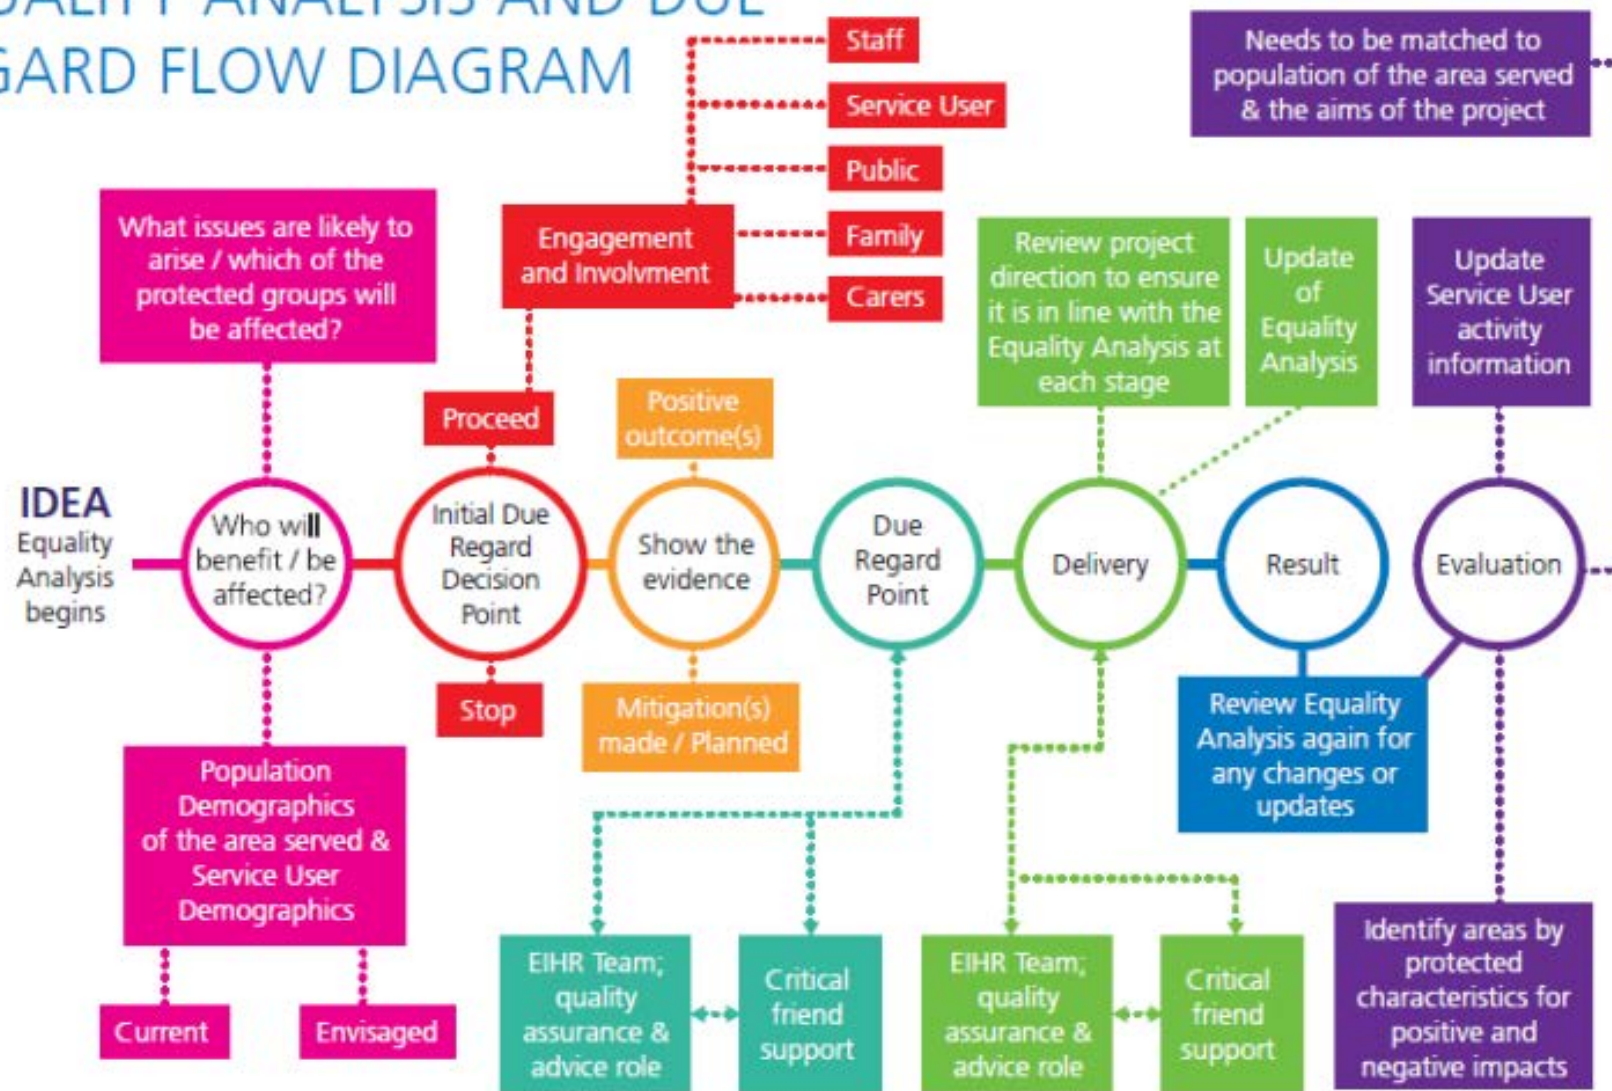 GARD FLOW DIAGRAM
Staff
Service User
Public
Family
Carers
Needs to be matched to
population of the area served
& the aims of the project
What issues are likely to
arise / which of the
protected groups will
be affected?
Engagement
and Involvment
Review project
direction to ensure
it is in line with the
Equality Analysis at
each stage
Update
of
Equality
Analysis
Update
Service User
activity
information
Proceed
Positive
outcome(s)
IDEA
Equality
Analysis
begins
Who will
benefit / be
affected?
Initial Due
Regard
Decision
Point
Show the
evidence
Due
Regard
Point
Delivery
Result
Evaluation
Stop
Mitigation(s)
made / Planned
Review Equality
Analysis again for
any changes or
updates
Population
Demographics
of the area served &
Service User
Demographics
Current
Envisaged
EIHR Team;
quality
assurance &
advice role
Critical
friend
support
EIHR Team;
quality
assurance &
advice role
Critical
friend
support
Identify areas by
protected
characteristics for
positive and
negative impacts